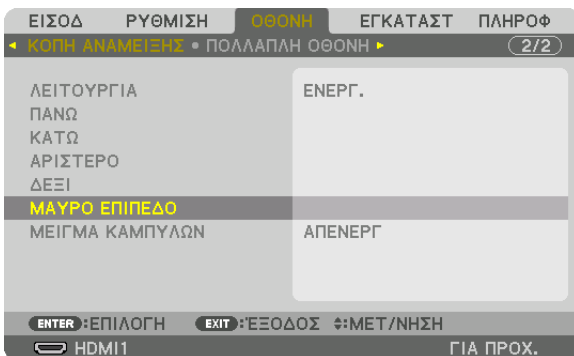 ΕΙΣΟΔ ΡΥΘΜΙΣΗ ΟΘΟΝΗ ΕΓΚΑΤΑΣΤ ΠΛΗΡΟΦ
ΚΟΠΗ ΑΝΑΜΕΙΞΗΣ • ΠΟΛΛΑΠΛΗ ΟΘΟΝΗ 2/2
ΛΕΙΤΟΥΡΓΙΑ ΕΝΕΡΓ.
ΠΑΝΩ
ΚΑΤΩ
ΑΡΙΣΤΕΡΟ
ΔΕΞΙ
ΜΑΥΡΟ ΕΠΙΠΕΔΟ
ΜΕΙΓΜΑ ΚΑΜΠΥΛΩΝ ΑΠΕΝΕΡΓ
ENTER :ΕΠΙΛΟΓΗ EXIT :ΈΞΟΔΟΣ :ΜΕΤ/ΝΗΣΗ
HDMI1 ΓΙΑ ΠΡΟΧ.